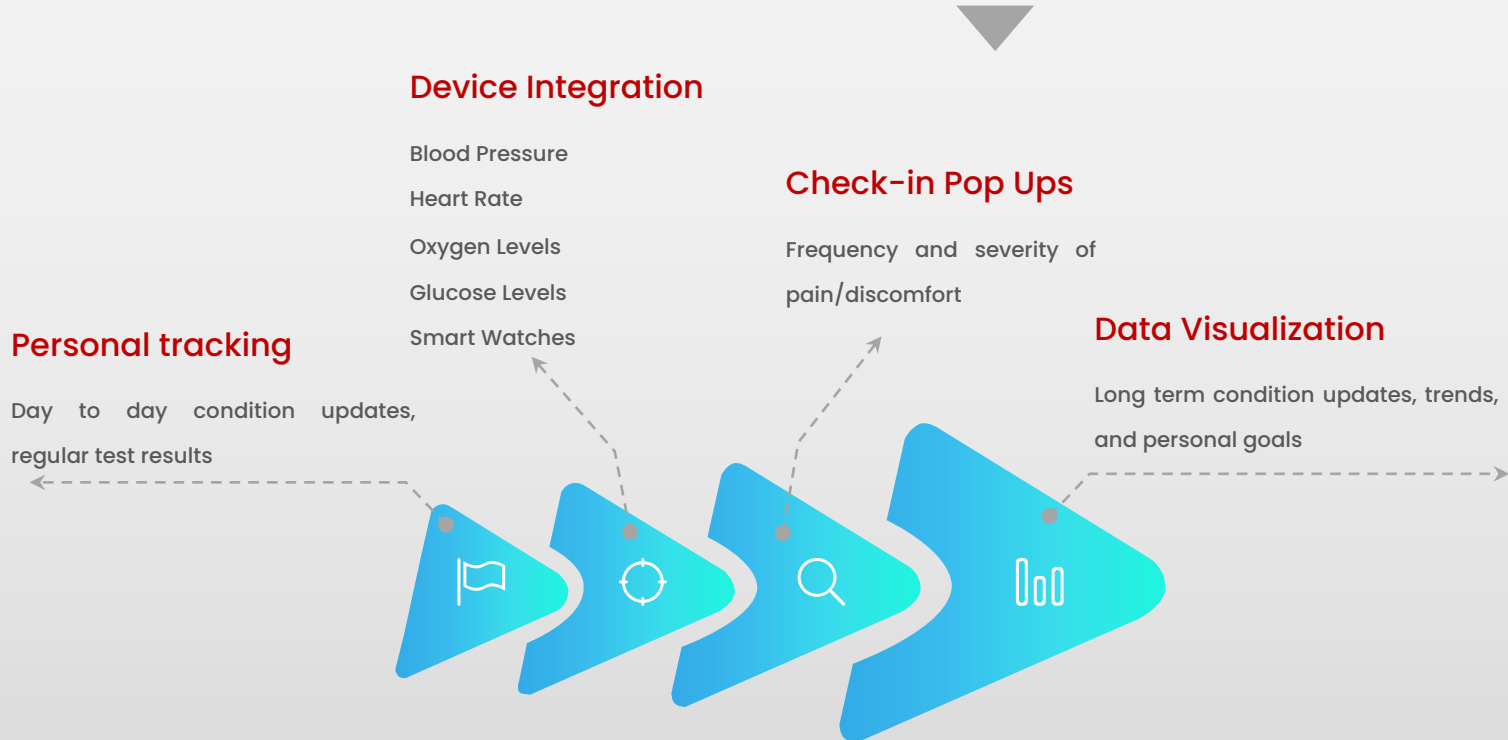 Device Integration
Blood Pressure
Heart Rate
Oxygen Levels
Glucose Levels
Smart Watches
Check-in Pop Ups
Frequency and severity of
pain/discomfort
Personal tracking
Day to day condition updates,
regular test results
Data Visualization
Long term condition updates, trends,
and personal goals